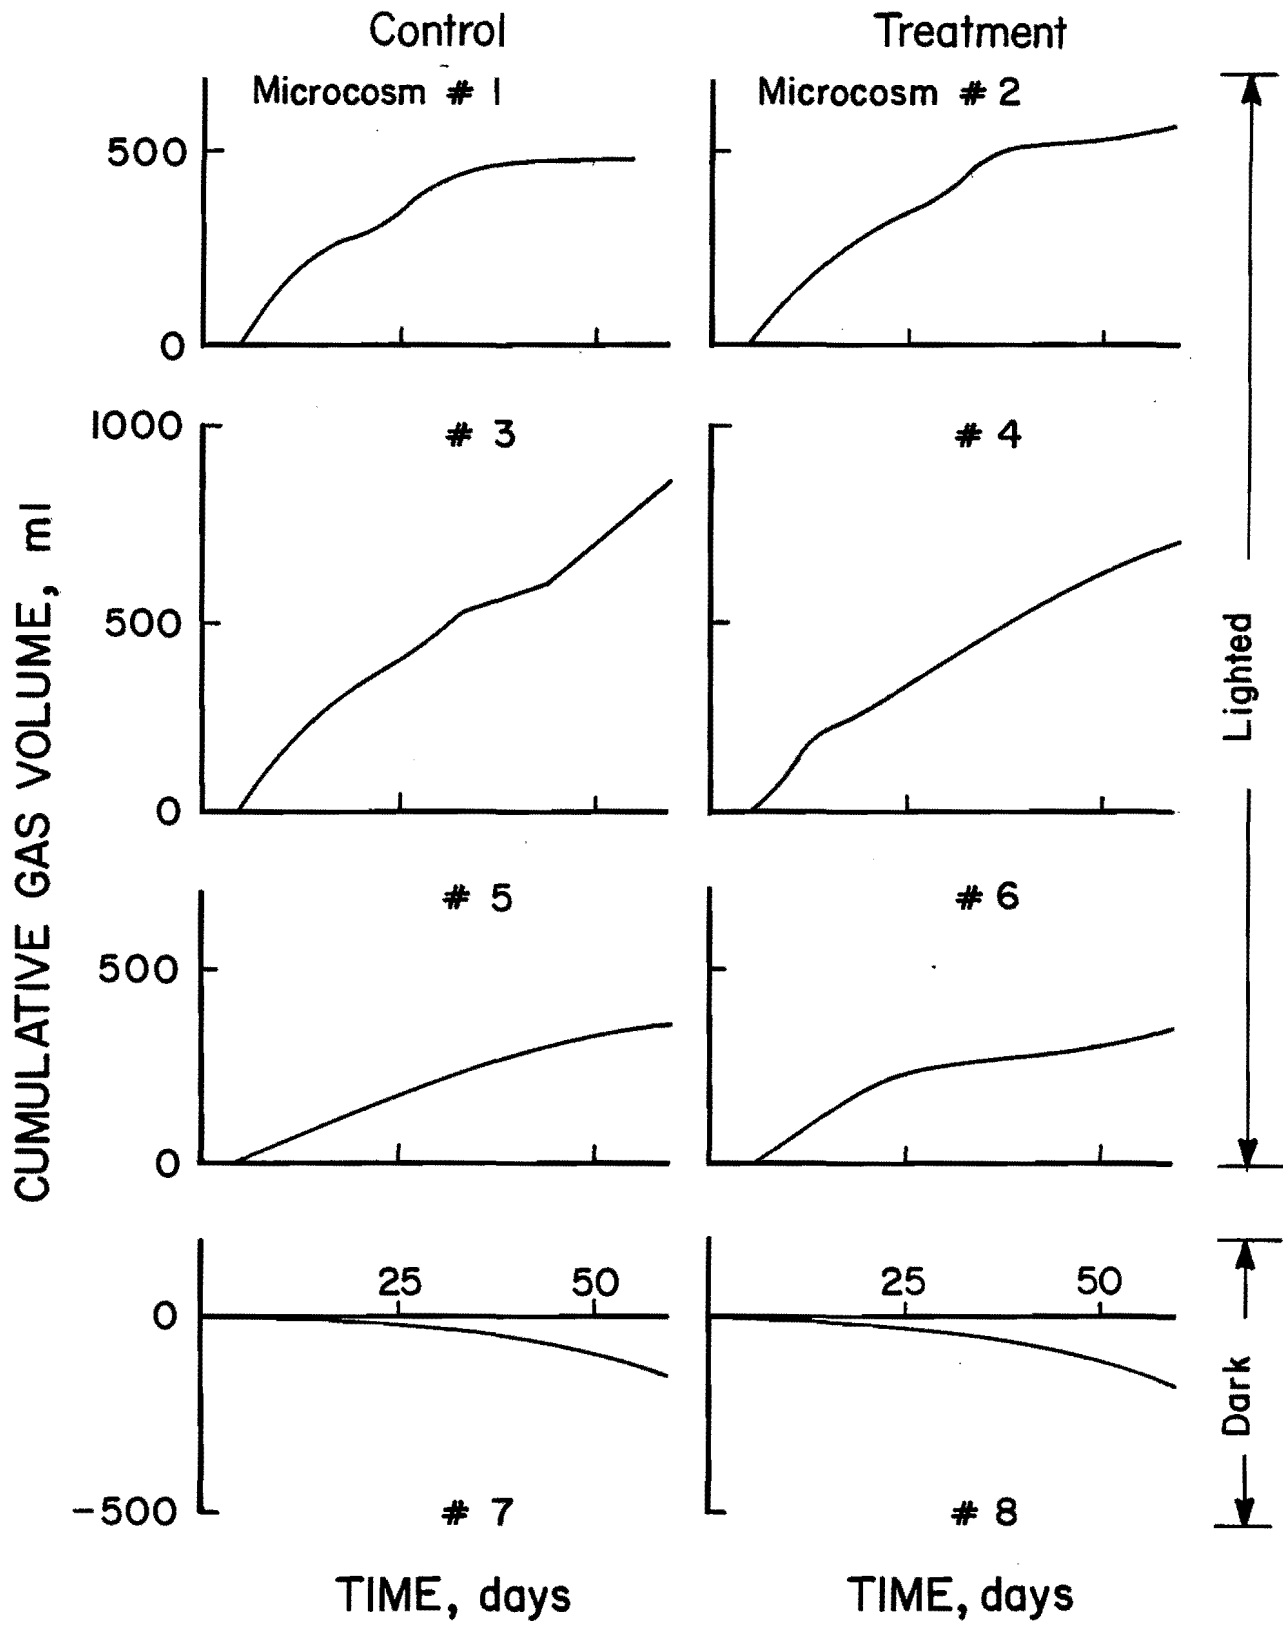 Control Treatment
Microcosm # 1 Microcosm # 2
500
0
1000 # 3 # 4
500
0
# 5 # 6
500
0
25 50 25 50
0
-500 # 7 # 8
TIME, days TIME, days
CUMULATIVE GAS VOLUME, ml
Lighted
Dark